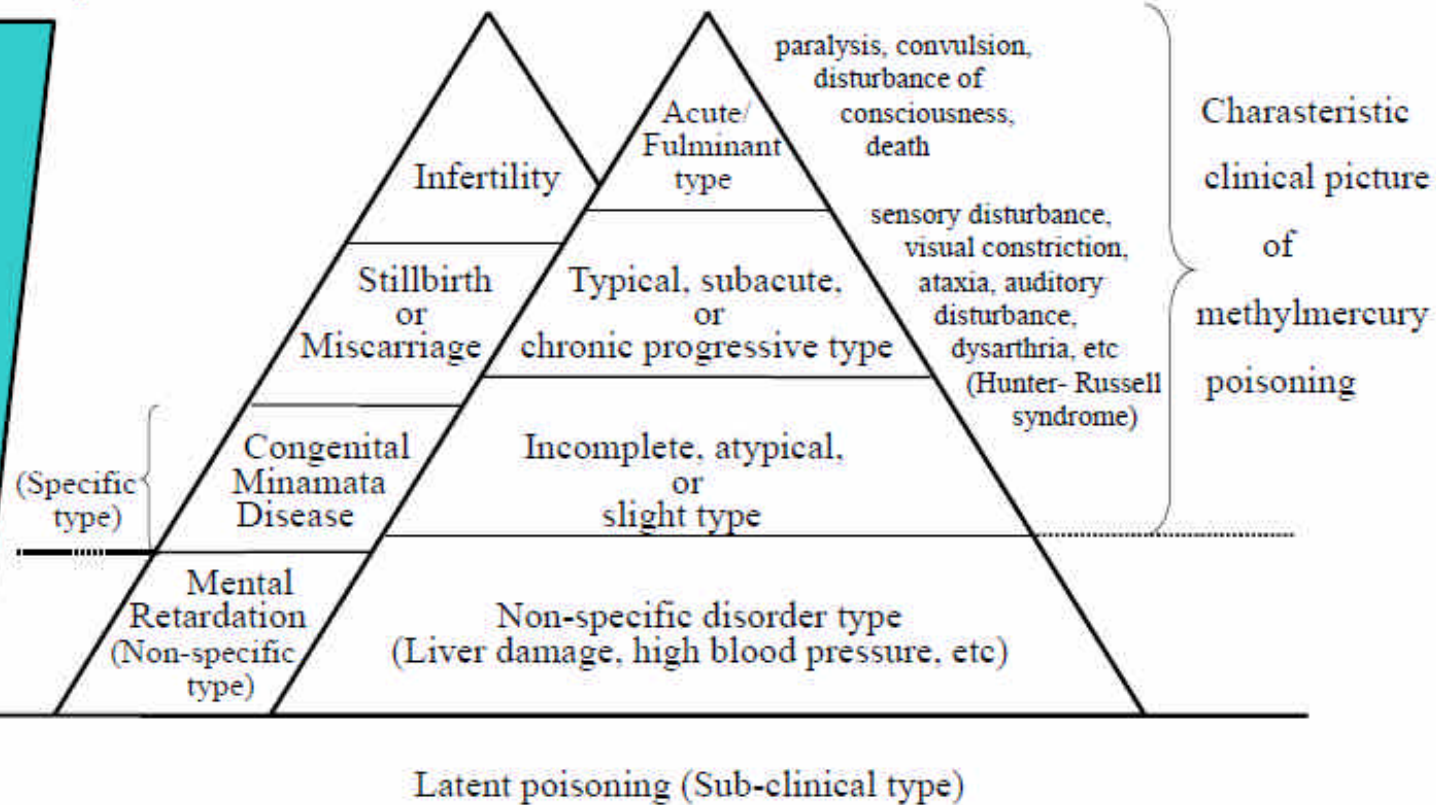 Infertility
Stillbirth
or
Miscarriage
(Specific
type)
Congenital
Minamata
Disease
Mental
Retardation
(Non-specific
type)
Acute/
Fulminant
type
Typical, subacute,
or
chronic progressive type
Incomplete, atypical,
or
slight type
Non-specific disorder type
(Liver damage, high blood pressure, etc)
paralysis, convulsion,
disturbance of
consciousness,
death
sensory disturbance,
visual constriction,
ataxia, auditory
disturbance,
dysarthria, etc
(Hunter- Russell
syndrome)
Charasteristic
clinical picture
of
methylmercury
poisoning
Latent poisoning (Sub-clinical type)